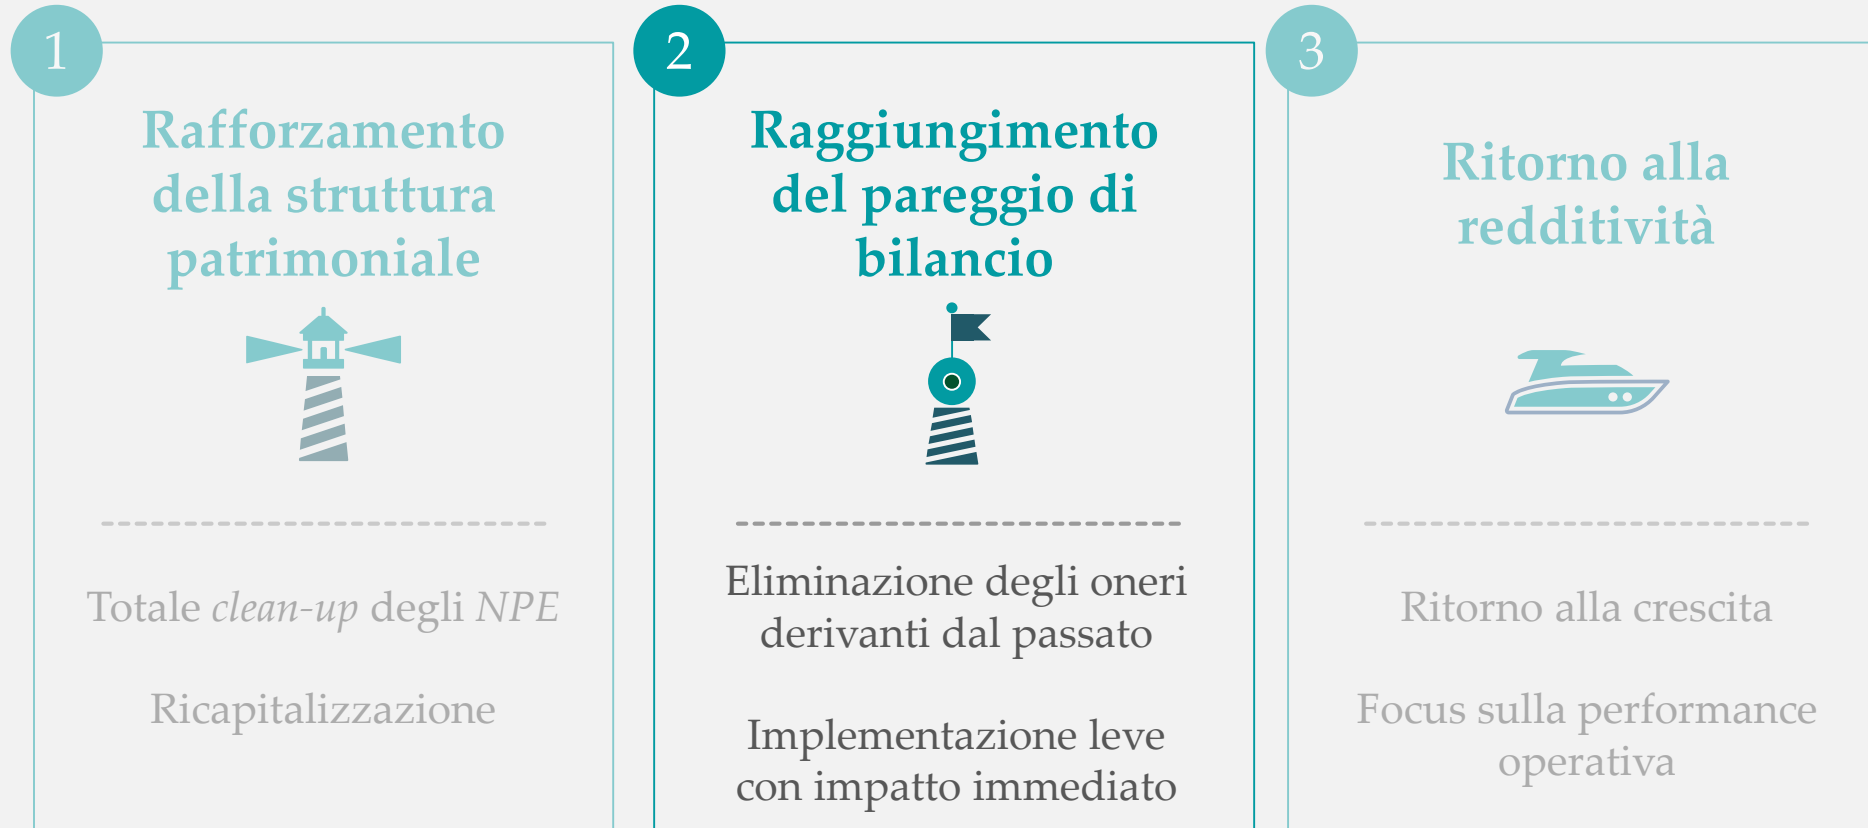 1
Rafforzamento
della struttura
patrimoniale
Totale clean-up degli NPE
Ricapitalizzazione
2
Raggiungimento
del pareggio di
bilancio
Eliminazione degli oneri
derivanti dal passato
Implementazione leve
con impatto immediato
3
Ritorno alla
redditività
Ritorno alla crescita
Focus sulla performance
operativa